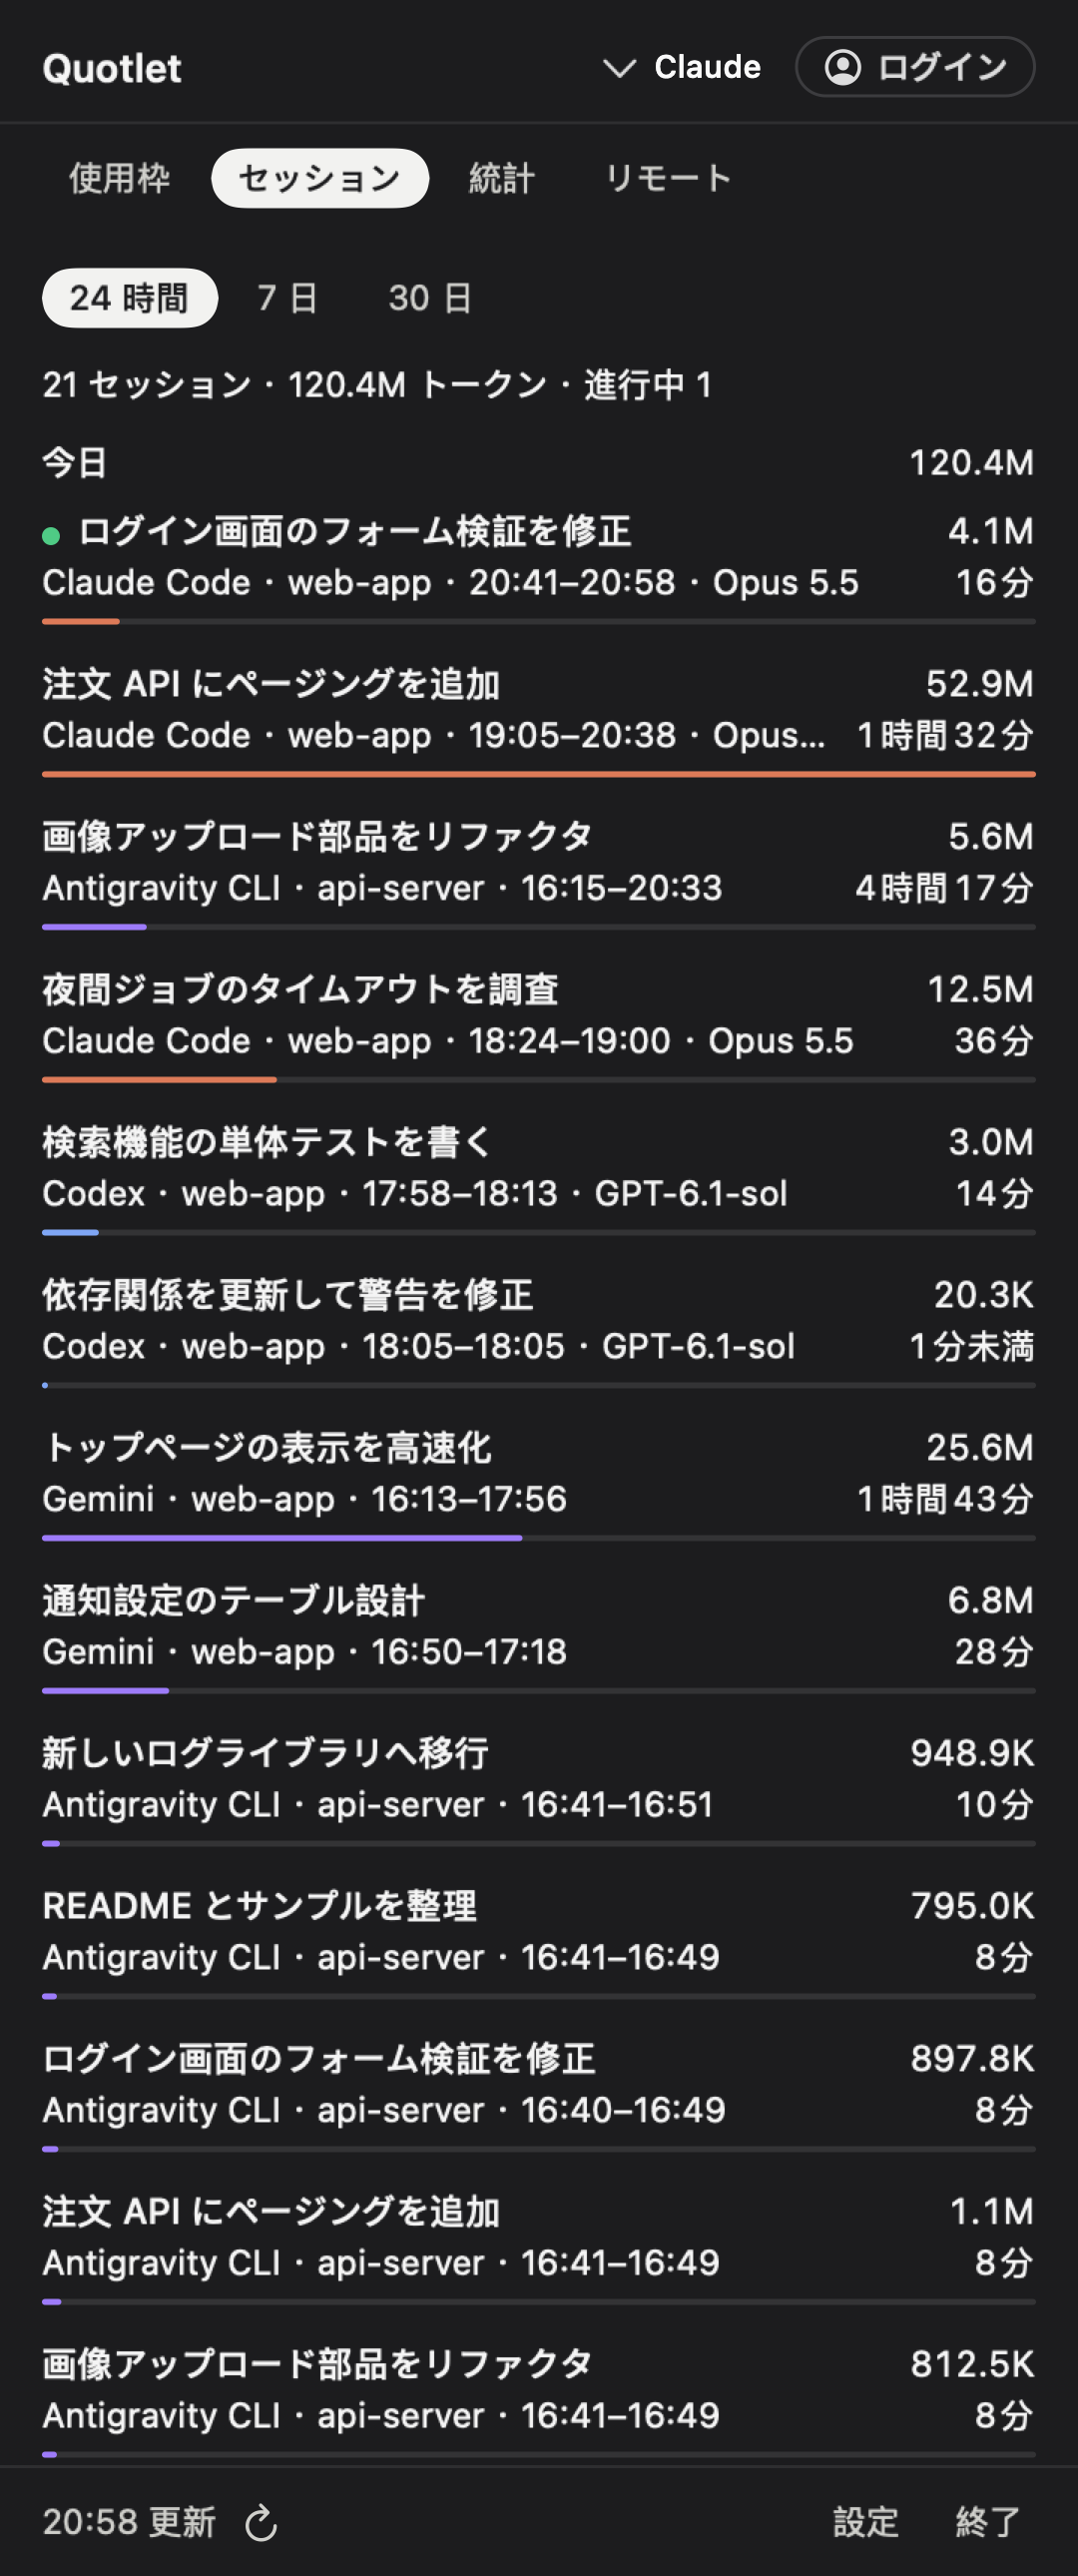 Quotlet
Claude
ログイン
使用枠 セッション 統計 リモート
24 時間 7 日 30 日
21 セッション · 120.4M トークン · 進行中 1
今日 120.4M
ログイン画面のフォーム検証を修正 4.1M
Claude Code · web-app · 20:41–20:58 · Opus 5.5 16分
注文 API にページングを追加 52.9M
Claude Code · web-app · 19:05–20:38 · Opus... 1時間32分
画像アップロード部品をリファクタ 5.6M
Antigravity CLI · api-server · 16:15–20:33 4時間17分
夜間ジョブのタイムアウトを調査 12.5M
Claude Code · web-app · 18:24–19:00 · Opus 5.5 36分
検索機能の単体テストを書く 3.0M
Codex · web-app · 17:58–18:13 · GPT-6.1-sol 14分
依存関係を更新して警告を修正 20.3K
Codex · web-app · 18:05–18:05 · GPT-6.1-sol 1分未満
トップページの表示を高速化 25.6M
Gemini · web-app · 16:13–17:56 1時間43分
通知設定のテーブル設計 6.8M
Gemini · web-app · 16:50–17:18 28分
新しいログライブラリへ移行 948.9K
Antigravity CLI · api-server · 16:41–16:51 10分
README とサンプルを整理 795.0K
Antigravity CLI · api-server · 16:41–16:49 8分
ログイン画面のフォーム検証を修正 897.8K
Antigravity CLI · api-server · 16:40–16:49 8分
注文 API にページングを追加 1.1M
Antigravity CLI · api-server · 16:41–16:49 8分
画像アップロード部品をリファクタ 812.5K
Antigravity CLI · api-server · 16:41–16:49 8分
20:58 更新 設定 終了